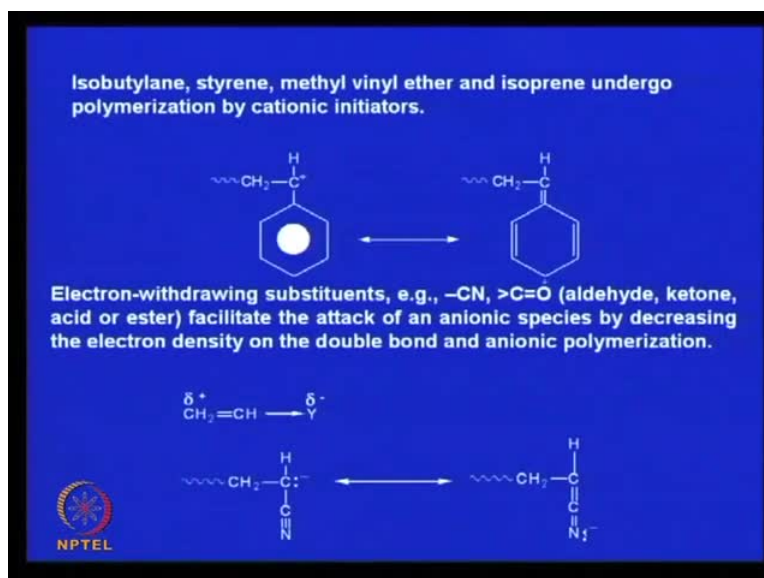 Isobutylane, styrene, methyl vinyl ether and isoprene undergo
polymerization by cationic initiators.
H H
CH₂—C⁺ CH₂—C
Electron-withdrawing substituents, e.g., –CN, >C=O (aldehyde, ketone,
acid or ester) facilitate the attack of an anionic species by decreasing
the electron density on the double bond and anionic polymerization.
δ⁺ δ⁻
CH₂=CH Y
H H
CH₂—C:⁻ CH₂—C
C C
N N:⁻
NPTEL